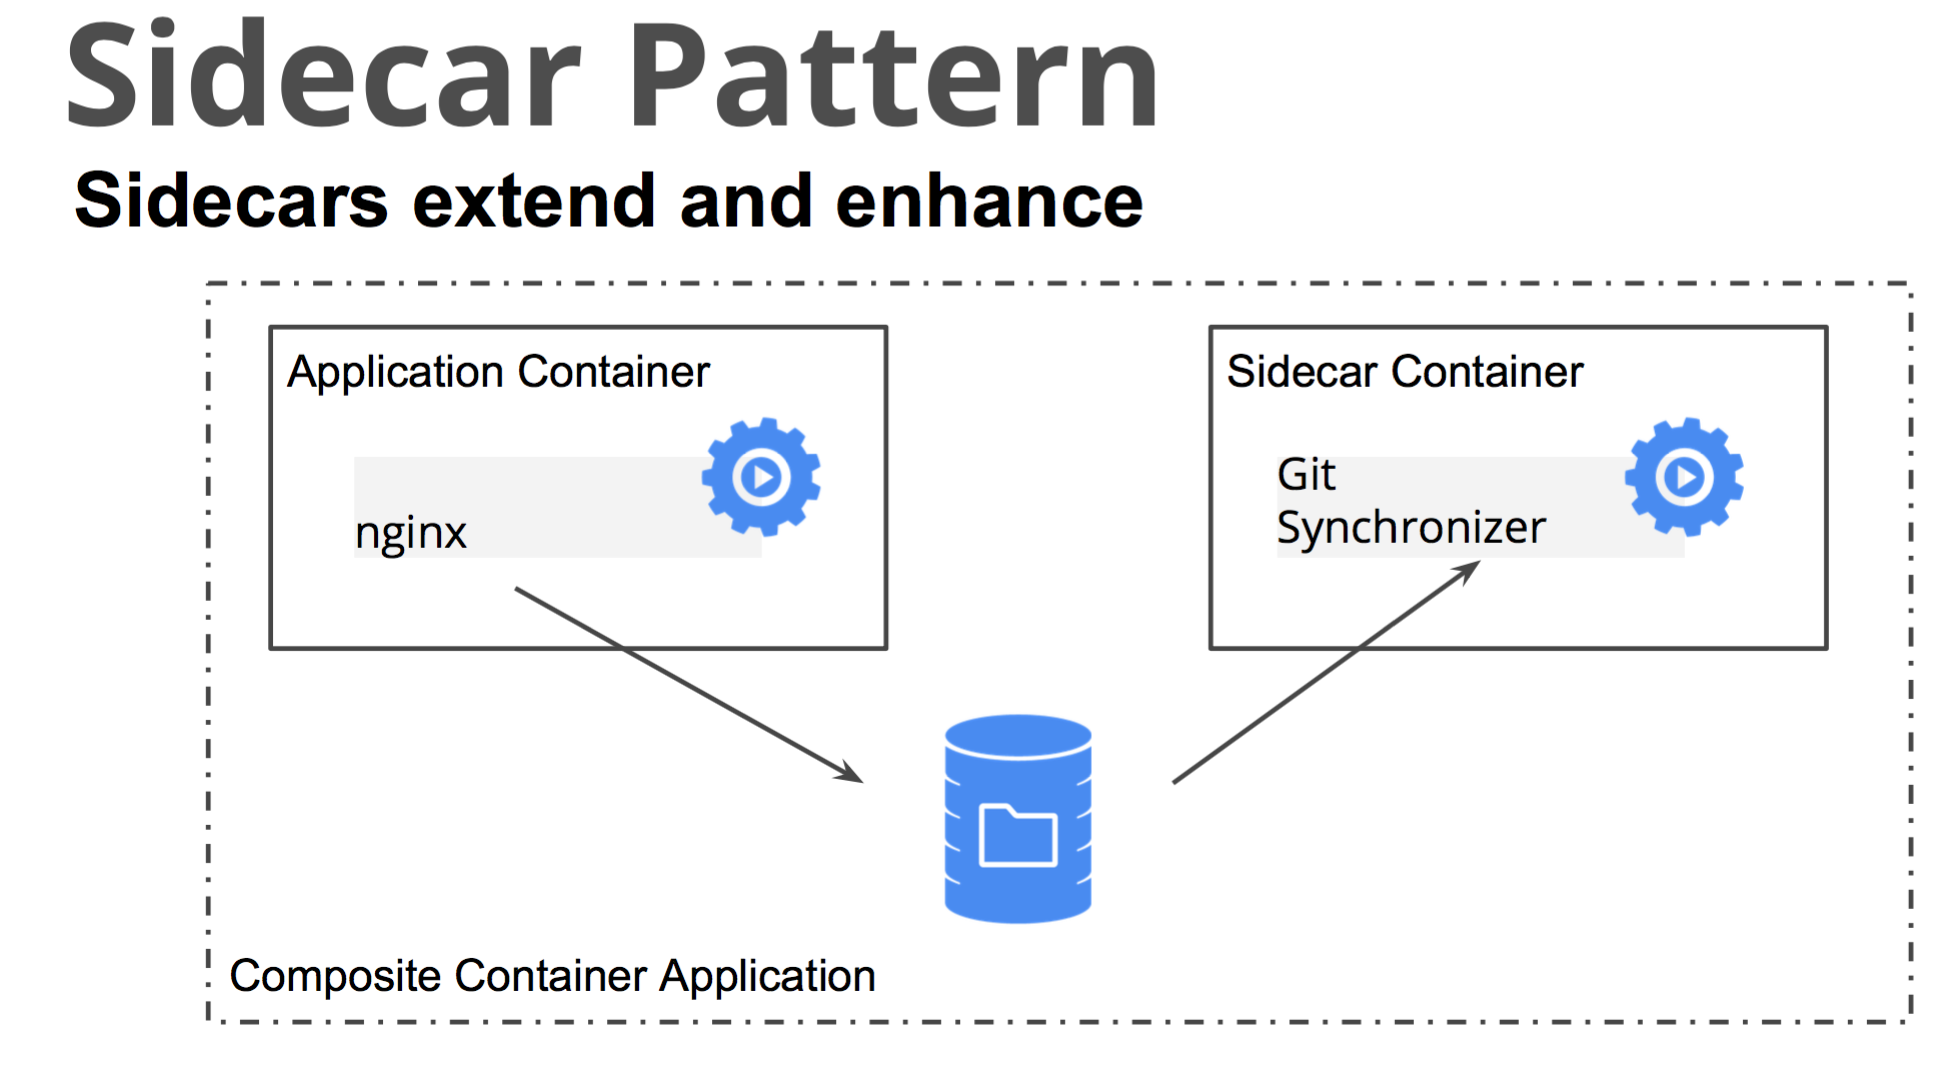 Sidecar Pattern
Sidecars extend and enhance
Application Container
nginx
Sidecar Container
Git
Synchronizer
Composite Container Application